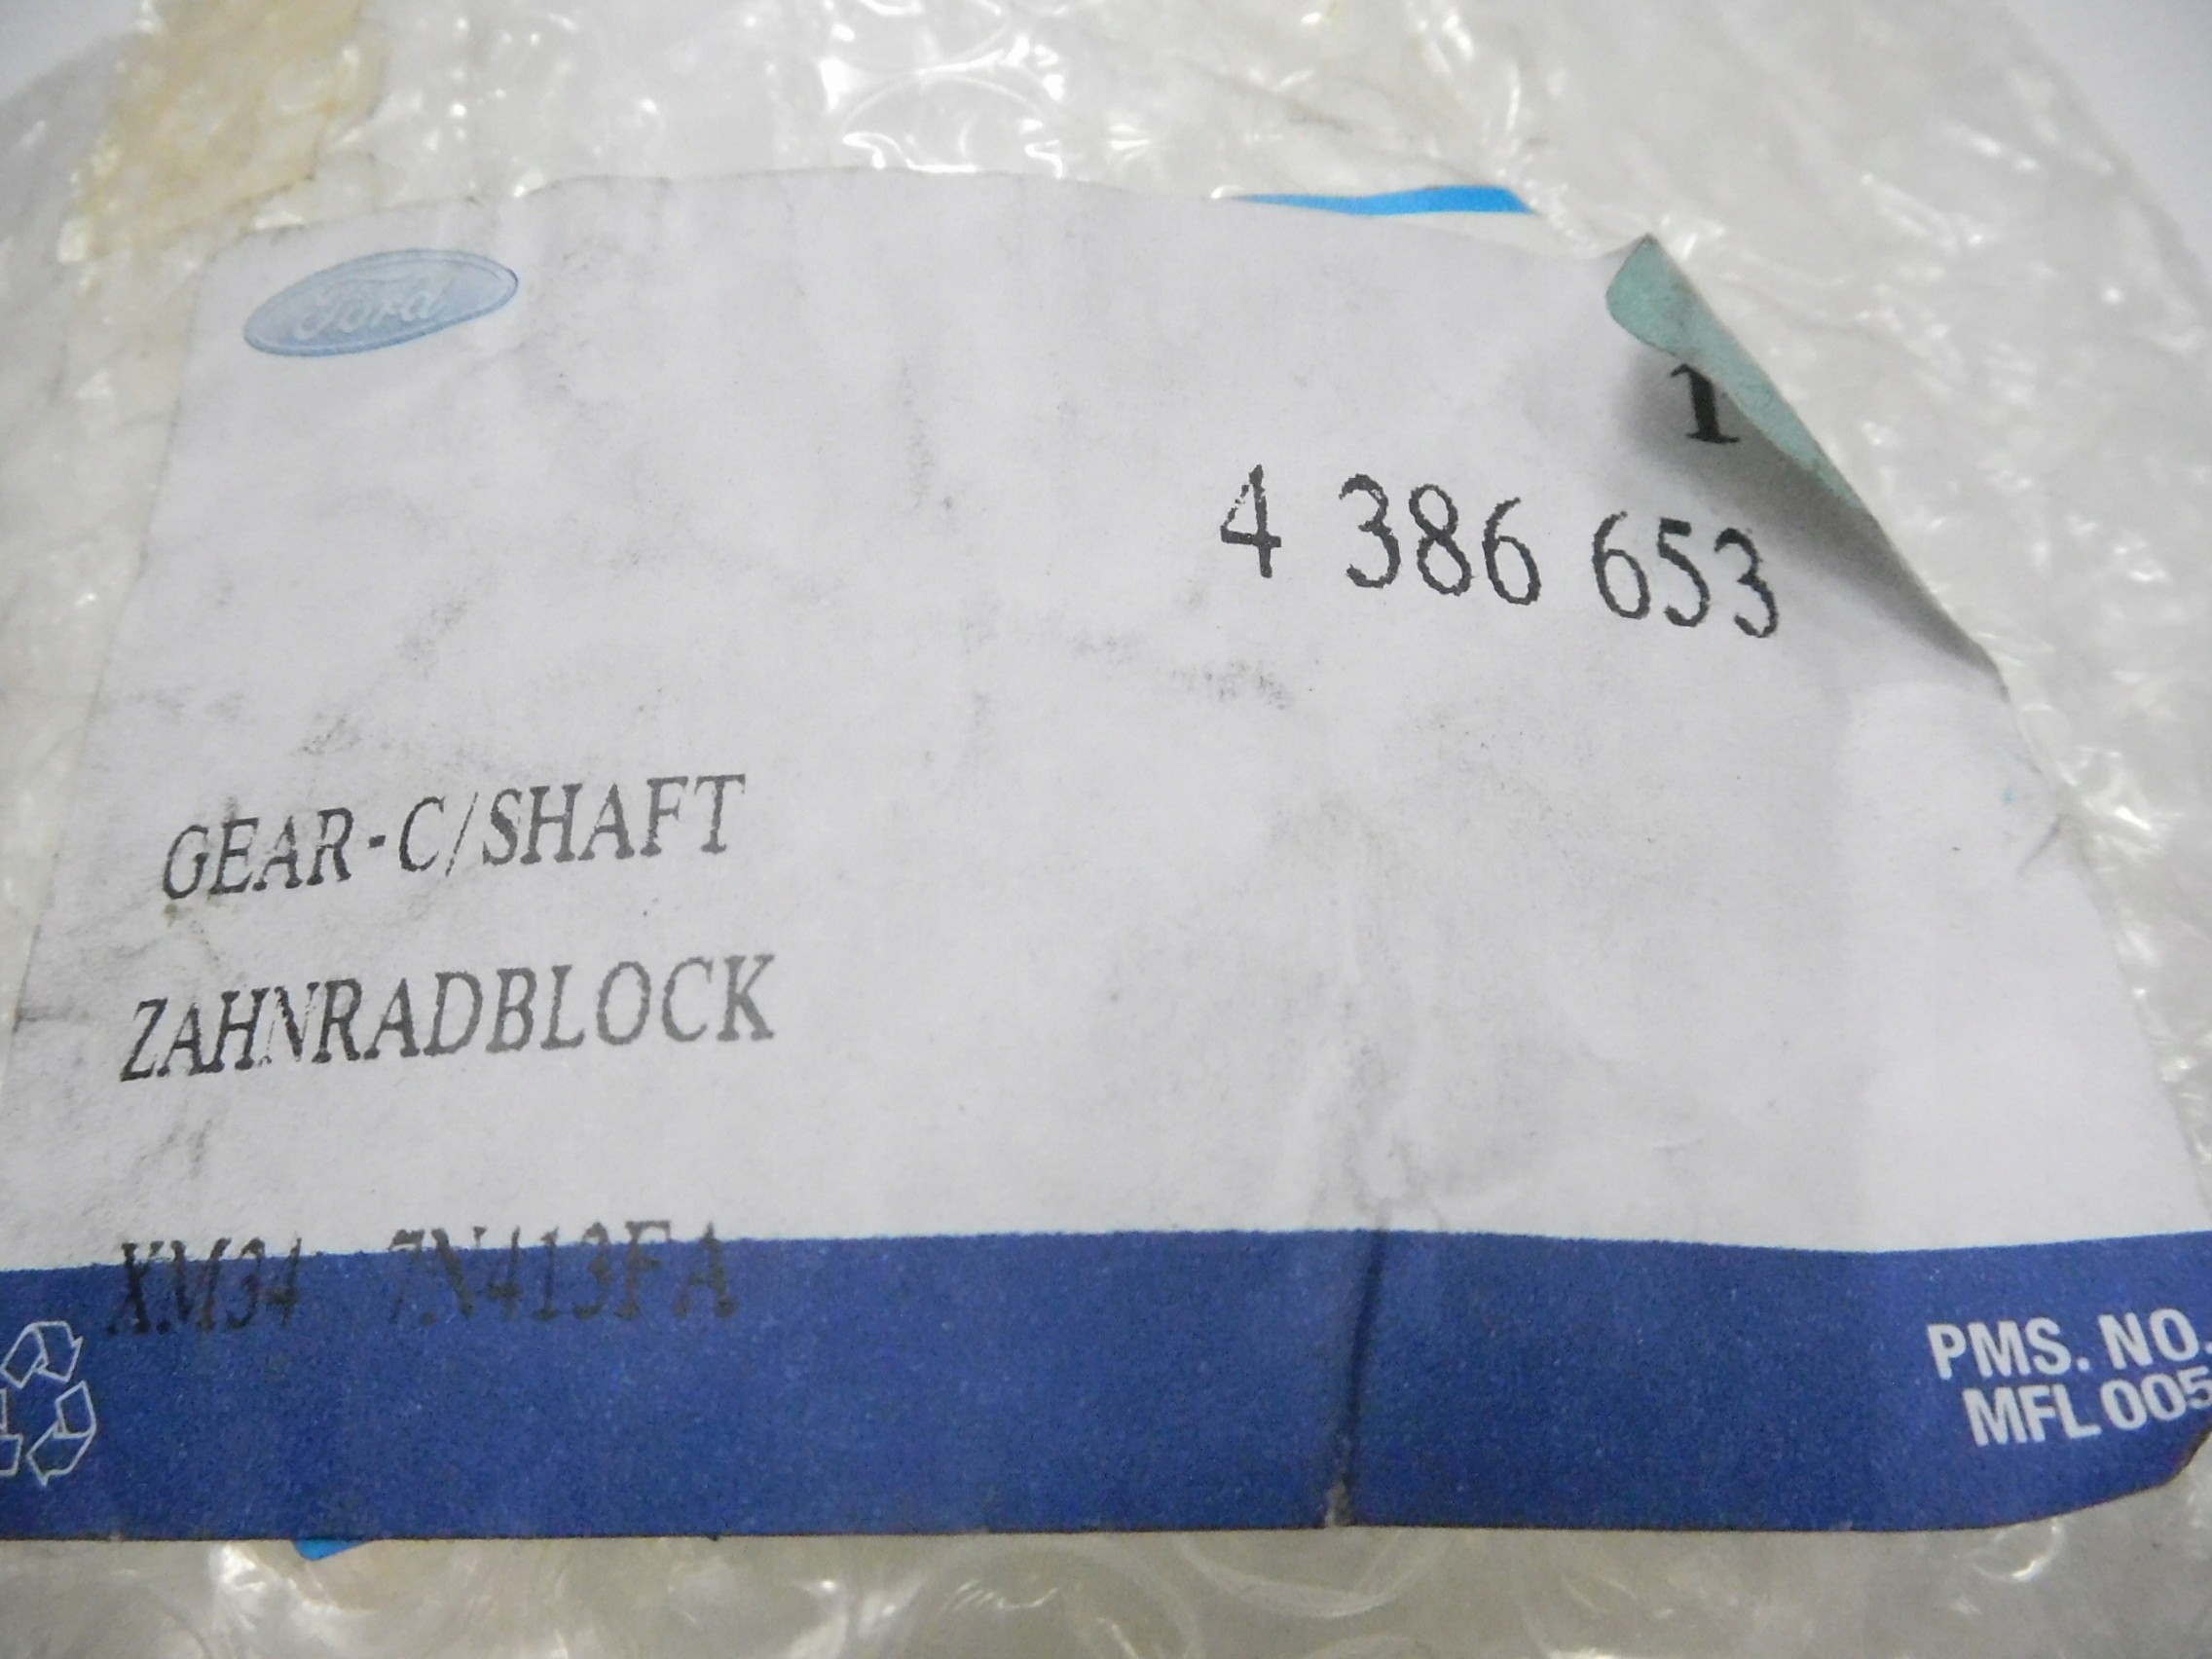 Ford
1
4 386 653
GEAR-C/SHAFT
ZAHNRADBLOCK
XM34 7N413FA
PMS. NO.
MFL 005